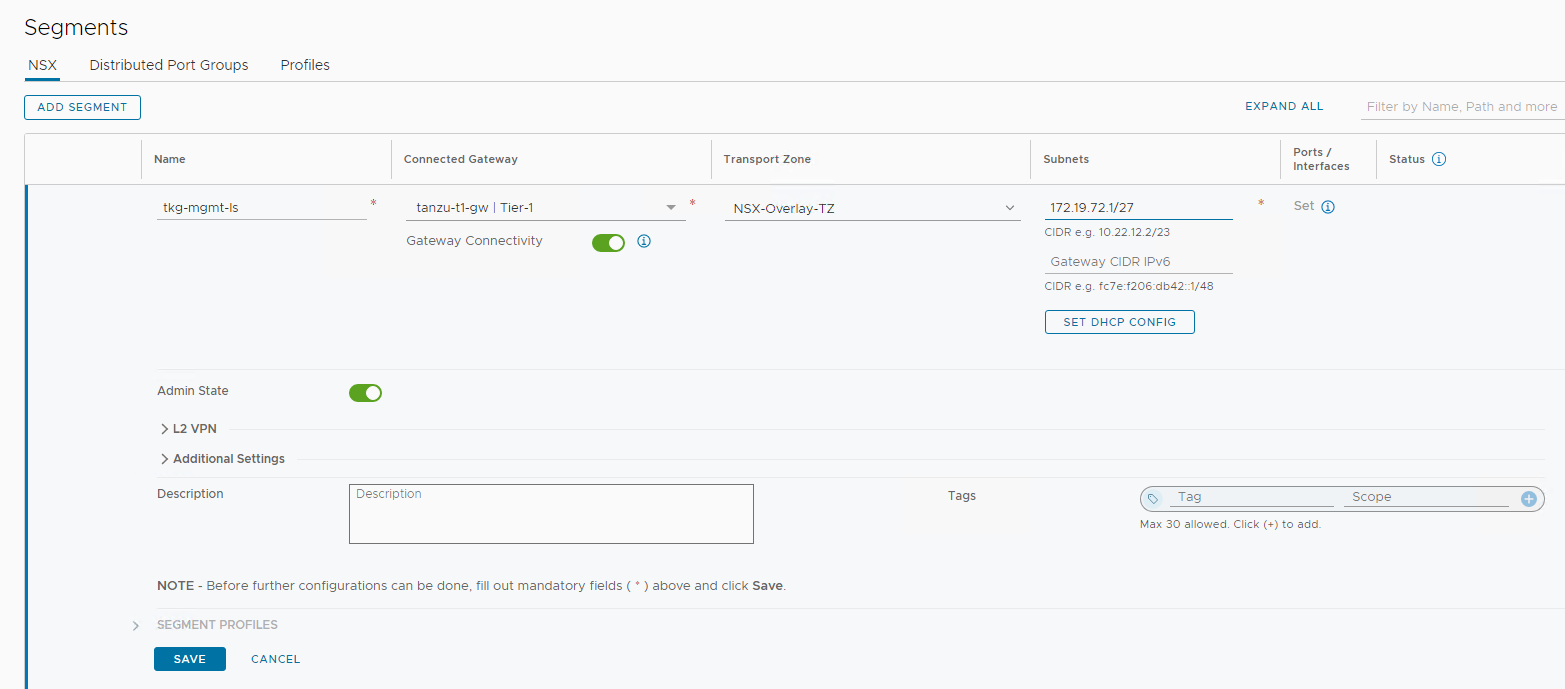 Segments
NSX Distributed Port Groups Profiles
ADD SEGMENT EXPAND ALL Filter by Name, Path and more
Name Connected Gateway Transport Zone Subnets Ports / Interfaces Status
tkg-mgmt-ls * tanzu-t1-gw | Tier-1 * NSX-Overlay-TZ 172.19.72.1/27 * Set
CIDR e.g. 10.22.12.2/23
Gateway Connectivity
Gateway CIDR IPv6
CIDR e.g. fc7e:f206:db42::1/48
SET DHCP CONFIG
Admin State
L2 VPN
Additional Settings
Description Description Tags Tag Scope
Max 30 allowed. Click (+) to add.
NOTE - Before further configurations can be done, fill out mandatory fields ( * ) above and click Save.
SEGMENT PROFILES
SAVE CANCEL